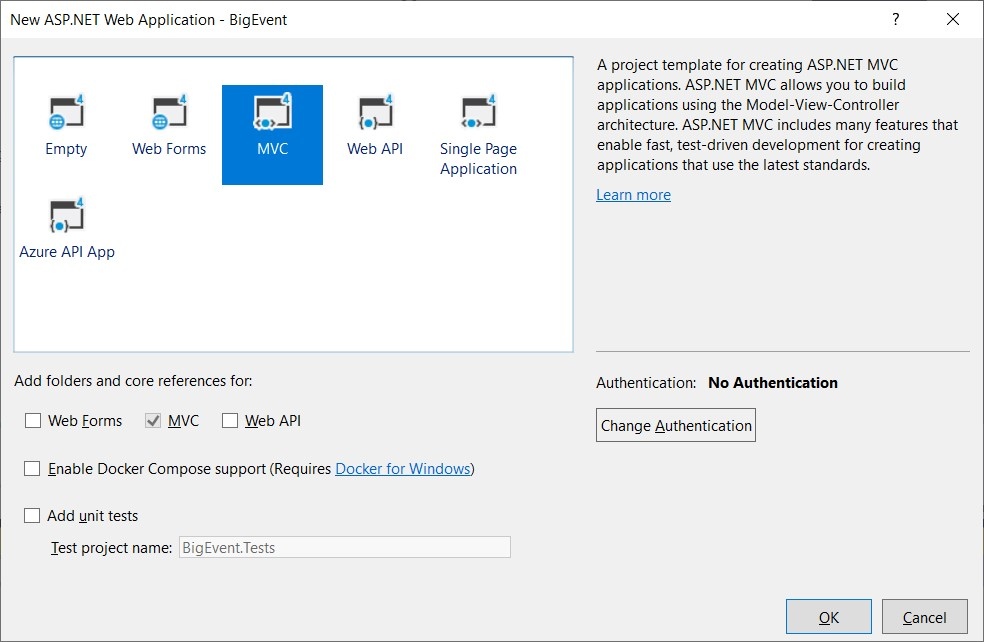 New ASP.NET Web Application - BigEvent
?
Empty
Web Forms
MVC
Web API
Single Page
Application
Azure API App
A project template for creating ASP.NET MVC
applications. ASP.NET MVC allows you to build
applications using the Model-View-Controller
architecture. ASP.NET MVC includes many features that
enable fast, test-driven development for creating
applications that use the latest standards.
Learn more
Add folders and core references for:
Web Forms
MVC
Web API
Enable Docker Compose support (Requires Docker for Windows)
Add unit tests
Test project name: BigEvent.Tests
Authentication: No Authentication
Change Authentication
OK
Cancel